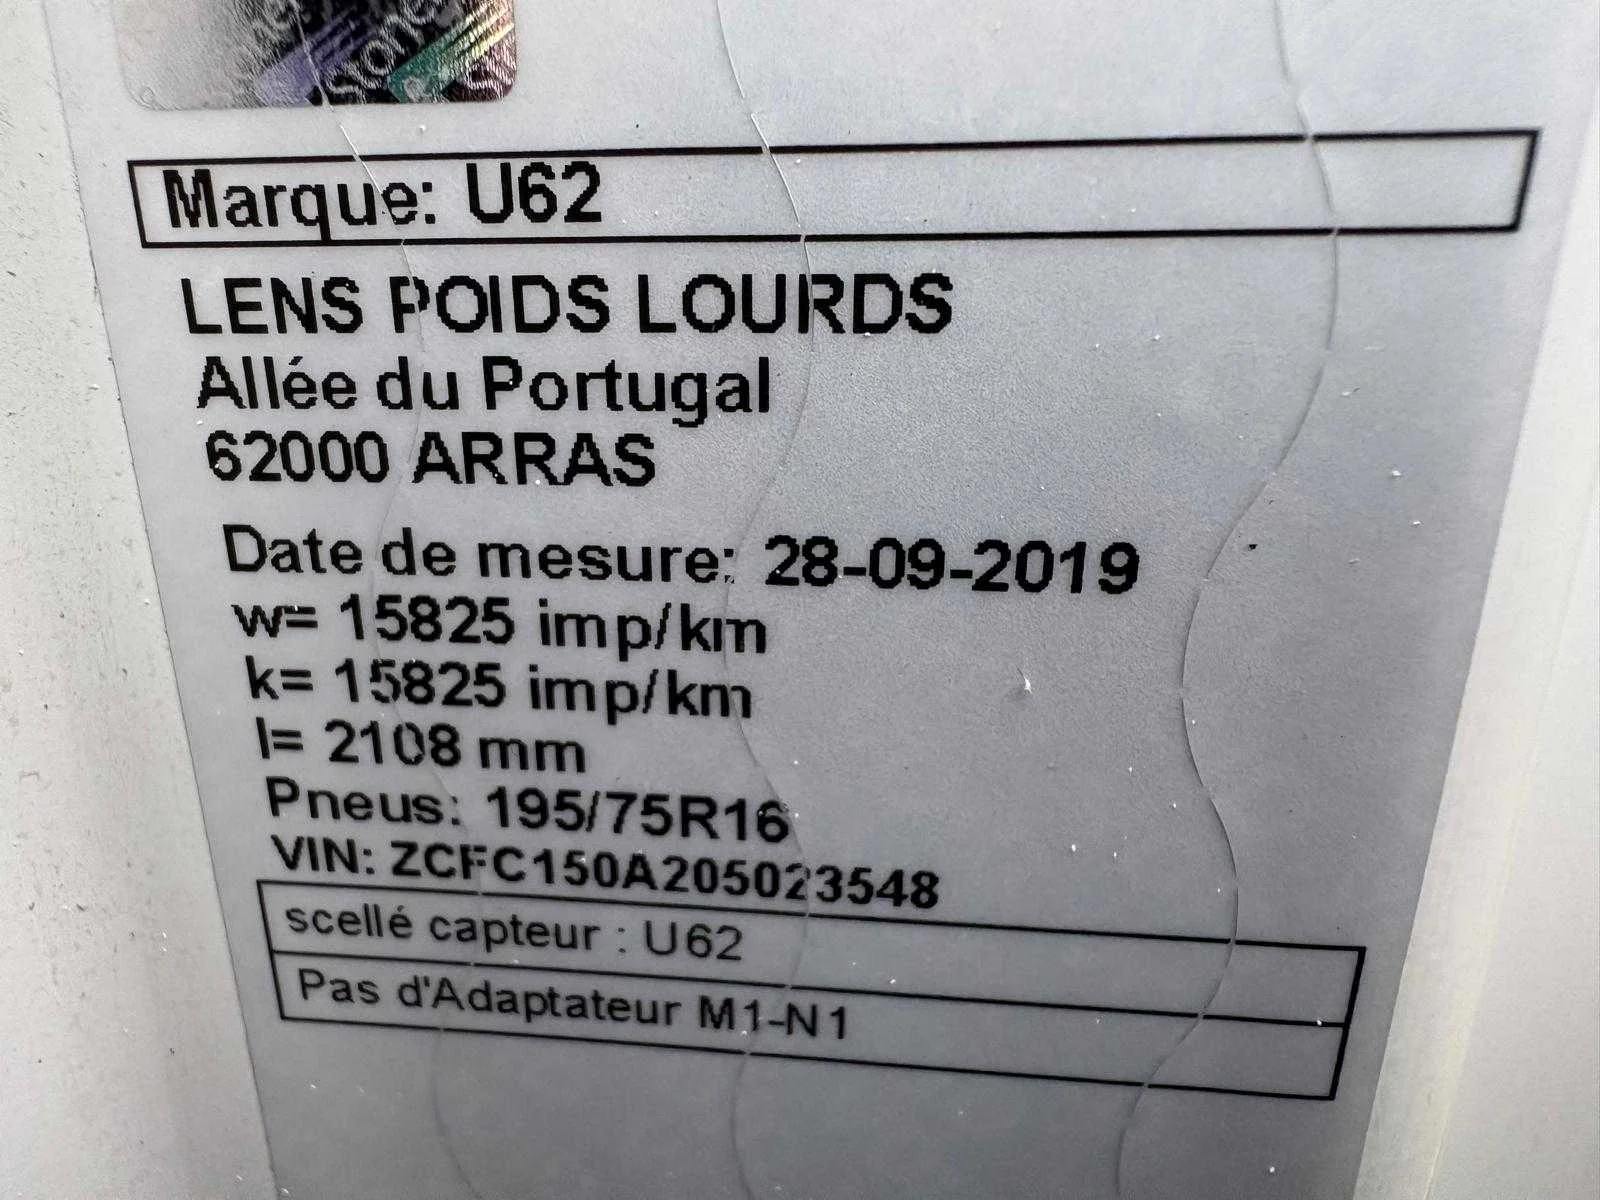 Marque: U62
LENS POIDS LOURDS
Allée du Portugal
62000 ARRAS
Date de mesure: 28-09-2019
w= 15825 imp/km
k= 15825 imp/km
l= 2108 mm
Pneus: 195/75R16
VIN: ZCFC150A205023548
scellé capteur : U62
Pas d'Adaptateur M1-N1